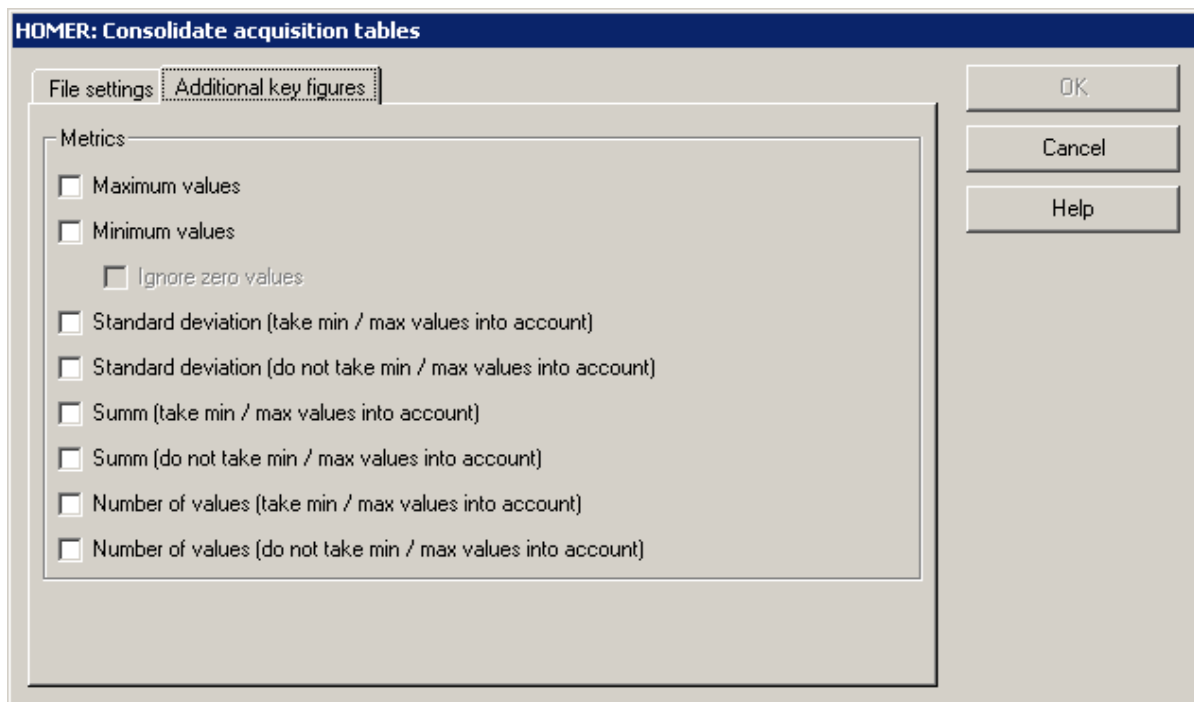 HOMER: Consolidate acquisition tables
File settings
Additional key figures
OK
Cancel
Help
Metrics
Maximum values
Minimum values
Ignore zero values
Standard deviation (take min / max values into account)
Standard deviation (do not take min / max values into account)
Summ (take min / max values into account)
Summ (do not take min / max values into account)
Number of values (take min / max values into account)
Number of values (do not take min / max values into account)